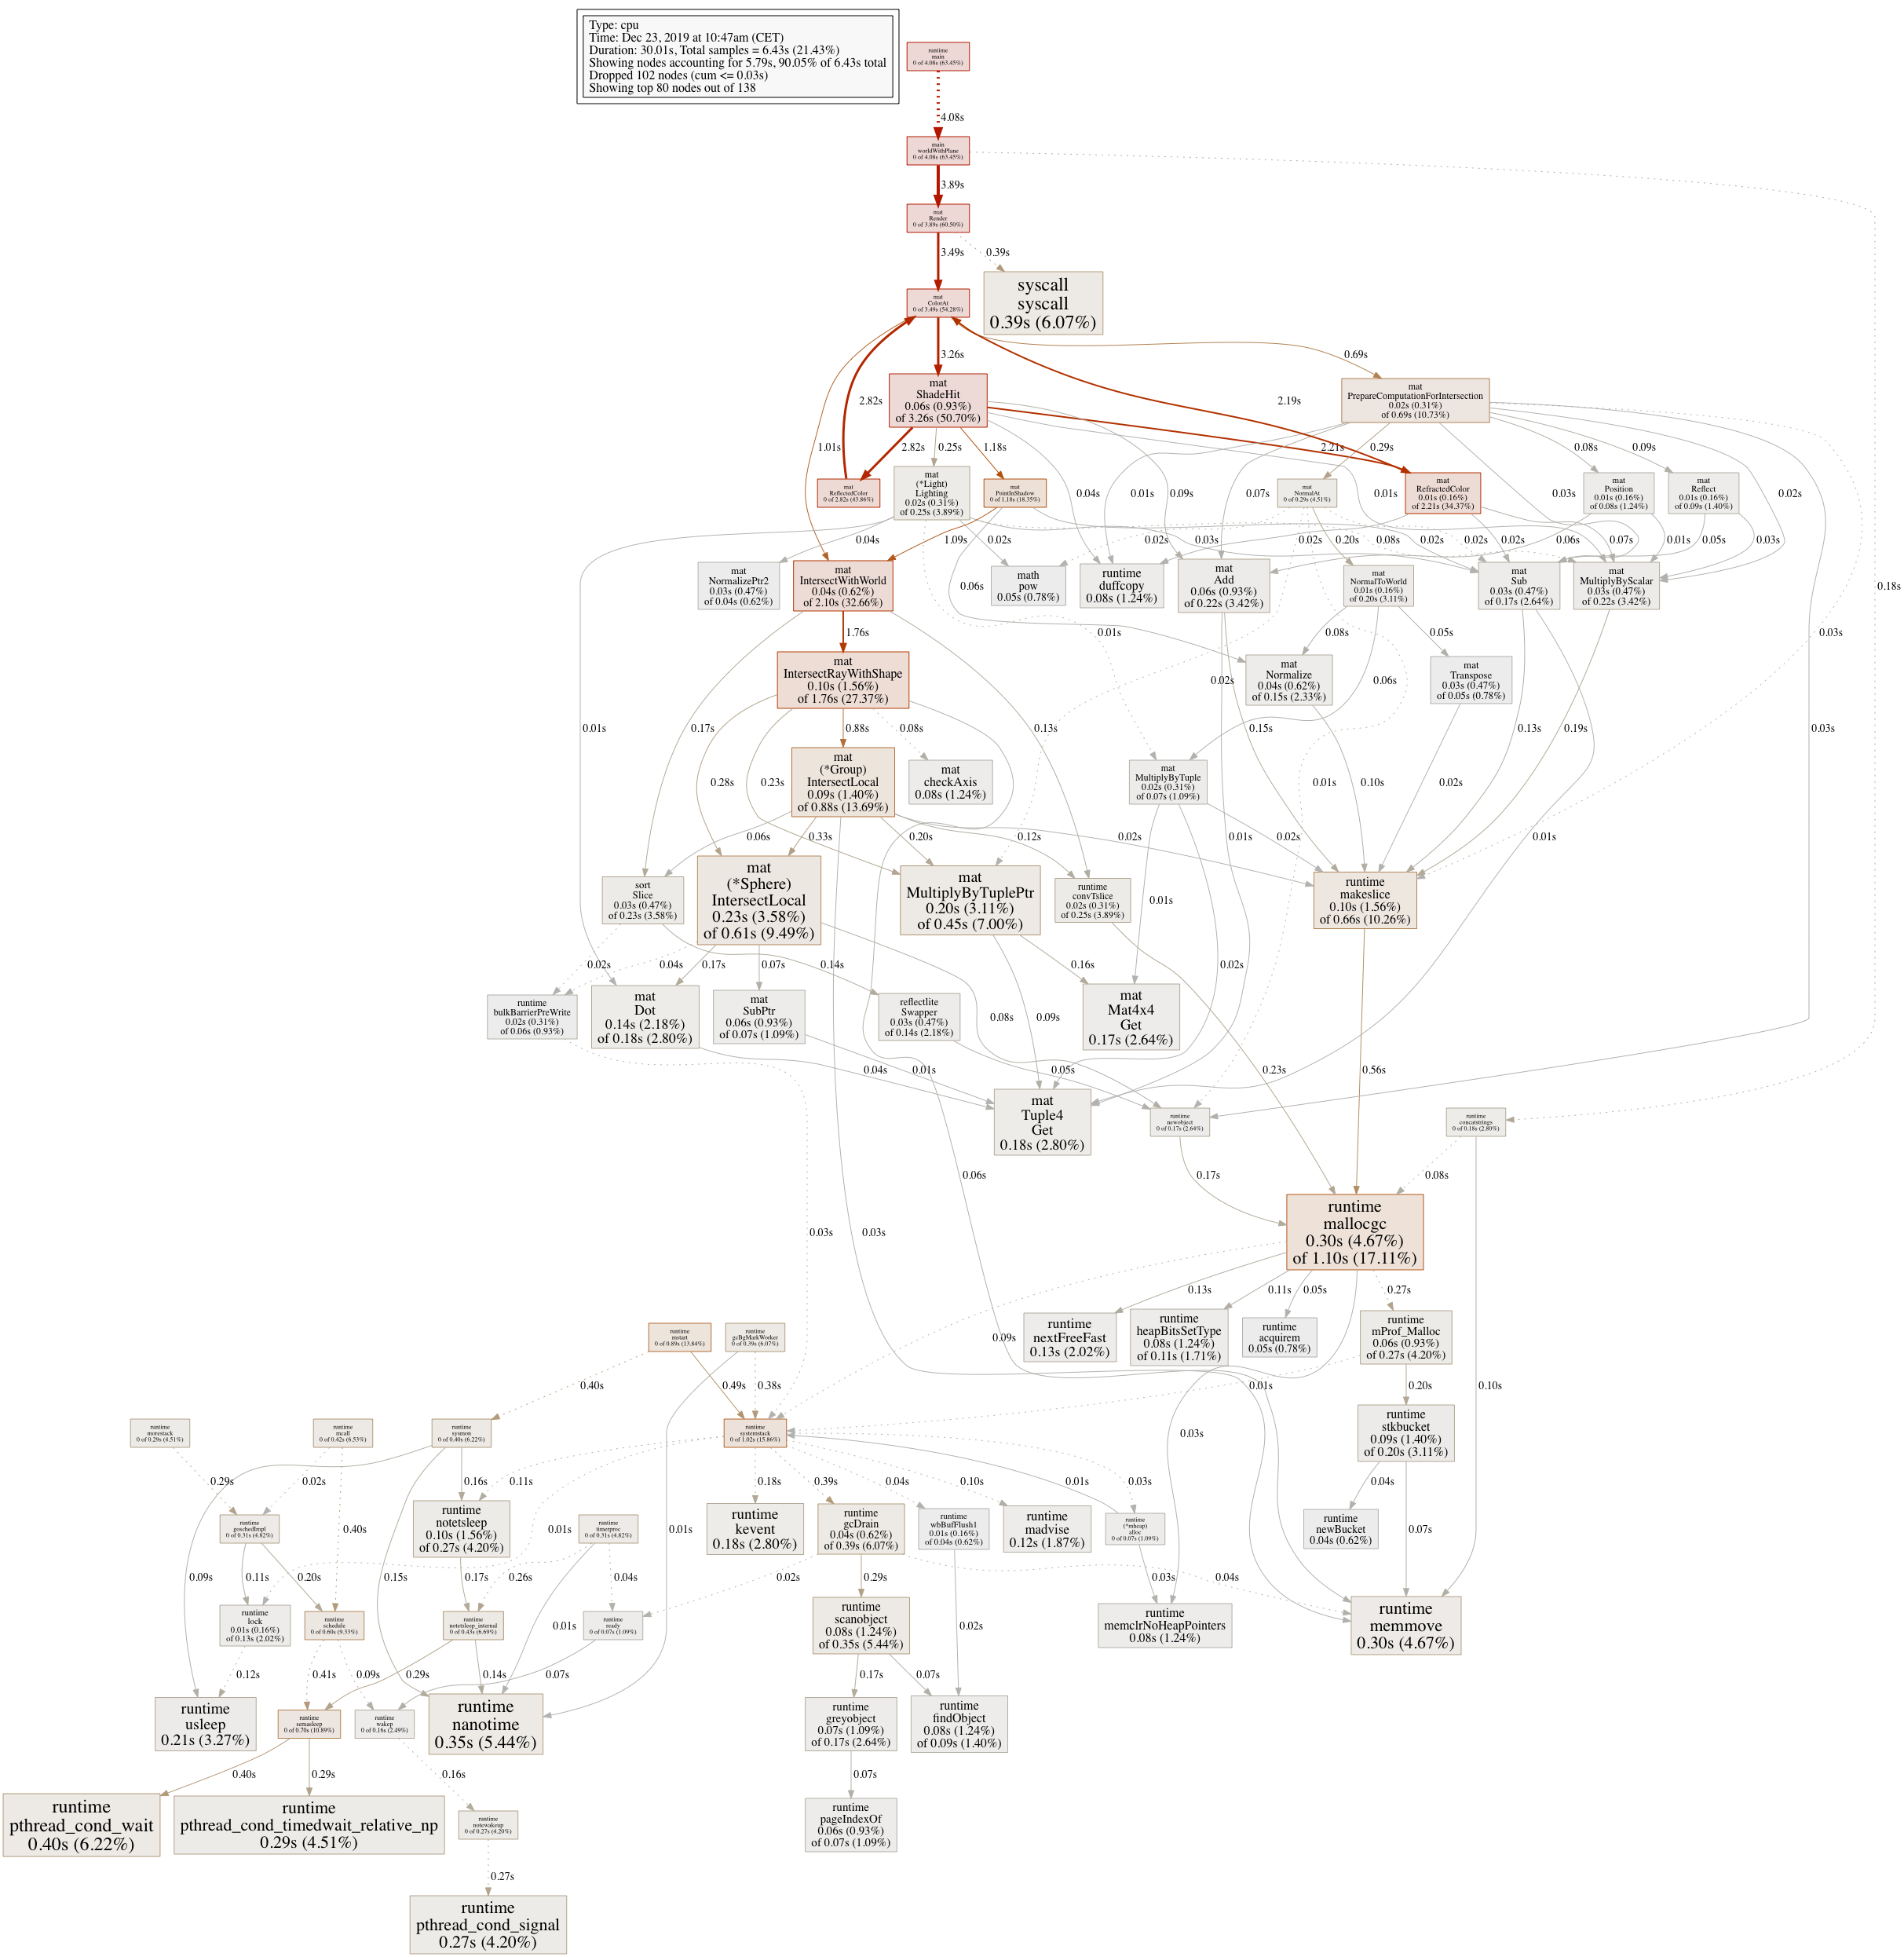 Type: cpu
Time: Dec 23, 2019 at 10:47am (CET)
Duration: 30.01s, Total samples = 6.43s (21.43%)
Showing nodes accounting for 5.79s, 90.05% of 6.43s total
Dropped 102 nodes (cum <= 0.03s)
Showing top 80 nodes out of 138
runtime
main
0 of 4.08s (63.45%)
4.08s
main
worldWithPlane
0 of 4.08s (63.45%)
3.89s
mat
Render
0 of 3.89s (60.50%)
3.49s
0.39s
mat
ColorAt
0 of 3.49s (54.28%)
syscall
syscall
0.39s (6.07%)
3.26s
0.69s
mat
ShadeHit
0.06s (0.93%)
of 3.26s (50.70%)
2.82s
2.19s
mat
PrepareComputationForIntersection
0.02s (0.31%)
of 0.69s (10.73%)
1.01s
2.82s
0.25s
1.18s
2.21s
0.29s
0.08s
0.09s
mat
ReflectedColor
0 of 2.82s (43.86%)
mat
(*Light)
Lighting
0.02s (0.31%)
of 0.25s (3.89%)
mat
PointInShadow
0 of 1.18s (18.35%)
0.04s
0.01s
0.09s
0.07s
mat
NormalAt
0 of 0.29s (4.51%)
0.01s
mat
RefractedColor
0.01s (0.16%)
of 2.21s (34.37%)
0.03s
mat
Position
0.01s (0.16%)
of 0.08s (1.24%)
mat
Reflect
0.01s (0.16%)
of 0.09s (1.40%)
0.02s
0.04s
1.09s
0.02s
0.02s
0.03s
0.02s
0.20s
0.08s
0.02s
0.02s
0.02s
0.06s
0.07s
0.01s
0.05s
0.03s
mat
NormalizePtr2
0.03s (0.47%)
of 0.04s (0.62%)
mat
IntersectWithWorld
0.04s (0.62%)
of 2.10s (32.66%)
0.06s
math
pow
0.05s (0.78%)
runtime
duffcopy
0.08s (1.24%)
mat
Add
0.06s (0.93%)
of 0.22s (3.42%)
mat
NormalToWorld
0.01s (0.16%)
of 0.20s (3.11%)
mat
Sub
0.03s (0.47%)
of 0.17s (2.64%)
mat
MultiplyByScalar
0.03s (0.47%)
of 0.22s (3.42%)
0.18s
1.76s
0.01s
0.08s
0.05s
0.03s
mat
IntersectRayWithShape
0.10s (1.56%)
of 1.76s (27.37%)
0.02s
mat
Normalize
0.04s (0.62%)
of 0.15s (2.33%)
0.06s
mat
Transpose
0.03s (0.47%)
of 0.05s (0.78%)
0.01s
0.17s
0.88s
0.08s
0.13s
0.15s
0.13s
0.19s
0.03s
0.28s
0.23s
mat
(*Group)
IntersectLocal
0.09s (1.40%)
of 0.88s (13.69%)
mat
checkAxis
0.08s (1.24%)
mat
MultiplyByTuple
0.02s (0.31%)
of 0.07s (1.09%)
0.01s
0.10s
0.02s
0.06s
0.33s
0.20s
0.12s
0.12s
0.02s
0.01s
0.02s
0.01s
sort
Slice
0.03s (0.47%)
of 0.23s (3.58%)
mat
(*Sphere)
IntersectLocal
0.23s (3.58%)
of 0.61s (9.49%)
mat
MultiplyByTuplePtr
0.20s (3.11%)
of 0.45s (7.00%)
runtime
convTslice
0.02s (0.31%)
of 0.25s (3.89%)
0.01s
runtime
makeslice
0.10s (1.56%)
of 0.66s (10.26%)
0.02s
0.04s
0.17s
0.07s
0.14s
0.16s
0.02s
runtime
bulkBarrierPreWrite
0.02s (0.31%)
of 0.06s (0.93%)
mat
Dot
0.14s (2.18%)
of 0.18s (2.80%)
mat
SubPtr
0.06s (0.93%)
of 0.07s (1.09%)
reflectlite
Swapper
0.03s (0.47%)
of 0.14s (2.18%)
0.08s
0.09s
mat
Mat4x4
Get
0.17s (2.64%)
0.04s
0.01s
0.05s
0.23s
0.56s
mat
Tuple4
Get
0.18s (2.80%)
runtime
newobject
0 of 0.17s (2.64%)
runtime
concatstrings
0 of 0.18s (2.80%)
0.06s
0.17s
0.08s
0.03s
0.03s
runtime
mallocgc
0.30s (4.67%)
of 1.10s (17.11%)
0.13s
0.11s
0.05s
0.27s
runtime
mstart
0 of 0.89s (13.84%)
runtime
gcBgMarkWorker
0 of 0.39s (6.07%)
0.09s
runtime
nextFreeFast
0.13s (2.02%)
runtime
heapBitsSetType
0.08s (1.24%)
of 0.11s (1.71%)
runtime
acquirem
0.05s (0.78%)
runtime
mProf_Malloc
0.06s (0.93%)
of 0.27s (4.20%)
0.40s
0.49s
0.38s
0.01s
0.20s
0.10s
runtime
morestack
0 of 0.29s (4.51%)
runtime
mcall
0 of 0.42s (6.53%)
runtime
sysmon
0 of 0.40s (6.22%)
runtime
systemstack
0 of 1.02s (15.86%)
0.03s
runtime
stkbucket
0.09s (1.40%)
of 0.20s (3.11%)
0.29s
0.02s
0.16s
0.11s
0.18s
0.39s
0.04s
0.10s
0.01s
0.03s
0.04s
runtime
goschedImpl
0 of 0.31s (4.82%)
0.40s
runtime
notetsleep
0.10s (1.56%)
of 0.27s (4.20%)
0.01s
runtime
timerproc
0 of 0.31s (4.82%)
0.01s
runtime
kevent
0.18s (2.80%)
runtime
gcDrain
0.04s (0.62%)
of 0.39s (6.07%)
runtime
wbBufFlush1
0.01s (0.16%)
of 0.04s (0.62%)
runtime
madvise
0.12s (1.87%)
runtime
(*mheap)
alloc
0 of 0.07s (1.09%)
runtime
newBucket
0.04s (0.62%)
0.07s
0.09s
0.11s
0.20s
0.15s
0.17s
0.26s
0.04s
0.02s
0.29s
0.04s
0.03s
runtime
lock
0.01s (0.16%)
of 0.13s (2.02%)
runtime
schedule
0 of 0.60s (9.33%)
runtime
notetsleep_internal
0 of 0.43s (6.69%)
0.01s
runtime
ready
0 of 0.07s (1.09%)
runtime
scanobject
0.08s (1.24%)
of 0.35s (5.44%)
0.02s
runtime
memclrNoHeapPointers
0.08s (1.24%)
runtime
memmove
0.30s (4.67%)
0.12s
0.41s
0.09s
0.29s
0.14s
0.07s
0.17s
0.07s
runtime
usleep
0.21s (3.27%)
runtime
semasleep
0 of 0.70s (10.89%)
runtime
wakep
0 of 0.16s (2.49%)
runtime
nanotime
0.35s (5.44%)
runtime
greyobject
0.07s (1.09%)
of 0.17s (2.64%)
runtime
findObject
0.08s (1.24%)
of 0.09s (1.40%)
0.40s
0.29s
0.16s
0.07s
runtime
pthread_cond_wait
0.40s (6.22%)
runtime
pthread_cond_timedwait_relative_np
0.29s (4.51%)
runtime
notewakeup
0 of 0.27s (4.20%)
runtime
pageIndexOf
0.06s (0.93%)
of 0.07s (1.09%)
0.27s
runtime
pthread_cond_signal
0.27s (4.20%)